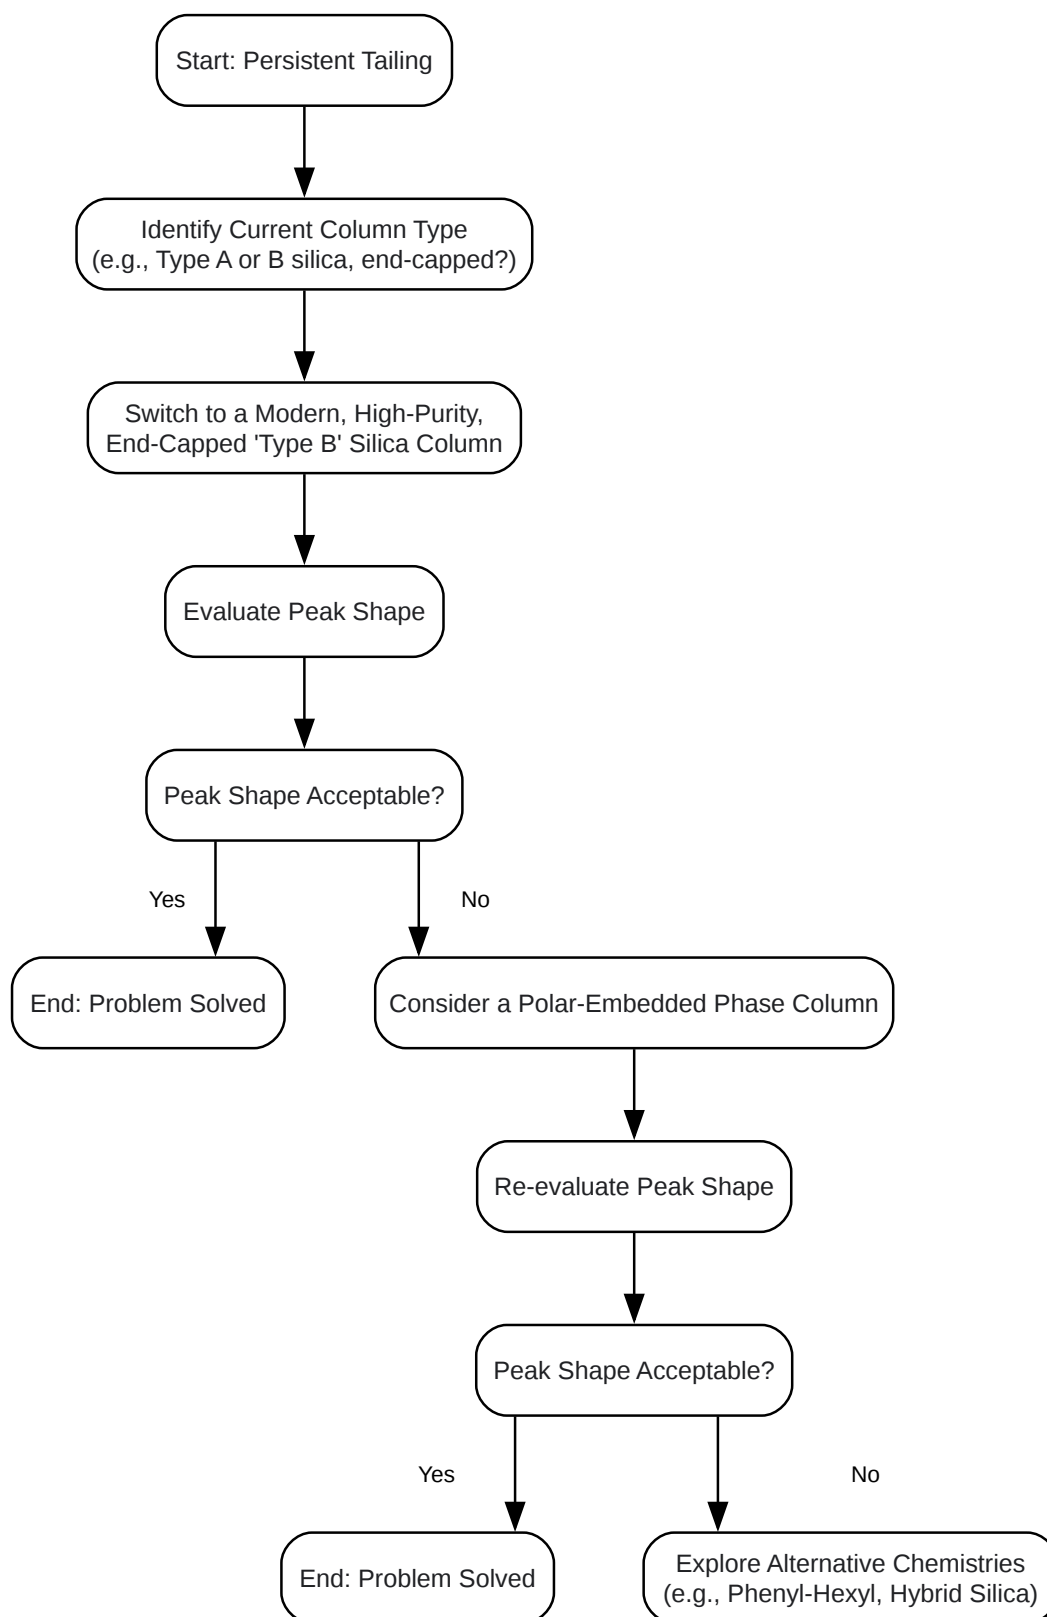 Start: Persistent Tailing
Identify Current Column Type
(e.g., Type A or B silica, end-capped?)
Switch to a Modern, High-Purity,
End-Capped 'Type B' Silica Column
Evaluate Peak Shape
Peak Shape Acceptable?
Yes
No
End: Problem Solved
Consider a Polar-Embedded Phase Column
Re-evaluate Peak Shape
Peak Shape Acceptable?
Yes
No
End: Problem Solved
Explore Alternative Chemistries
(e.g., Phenyl-Hexyl, Hybrid Silica)